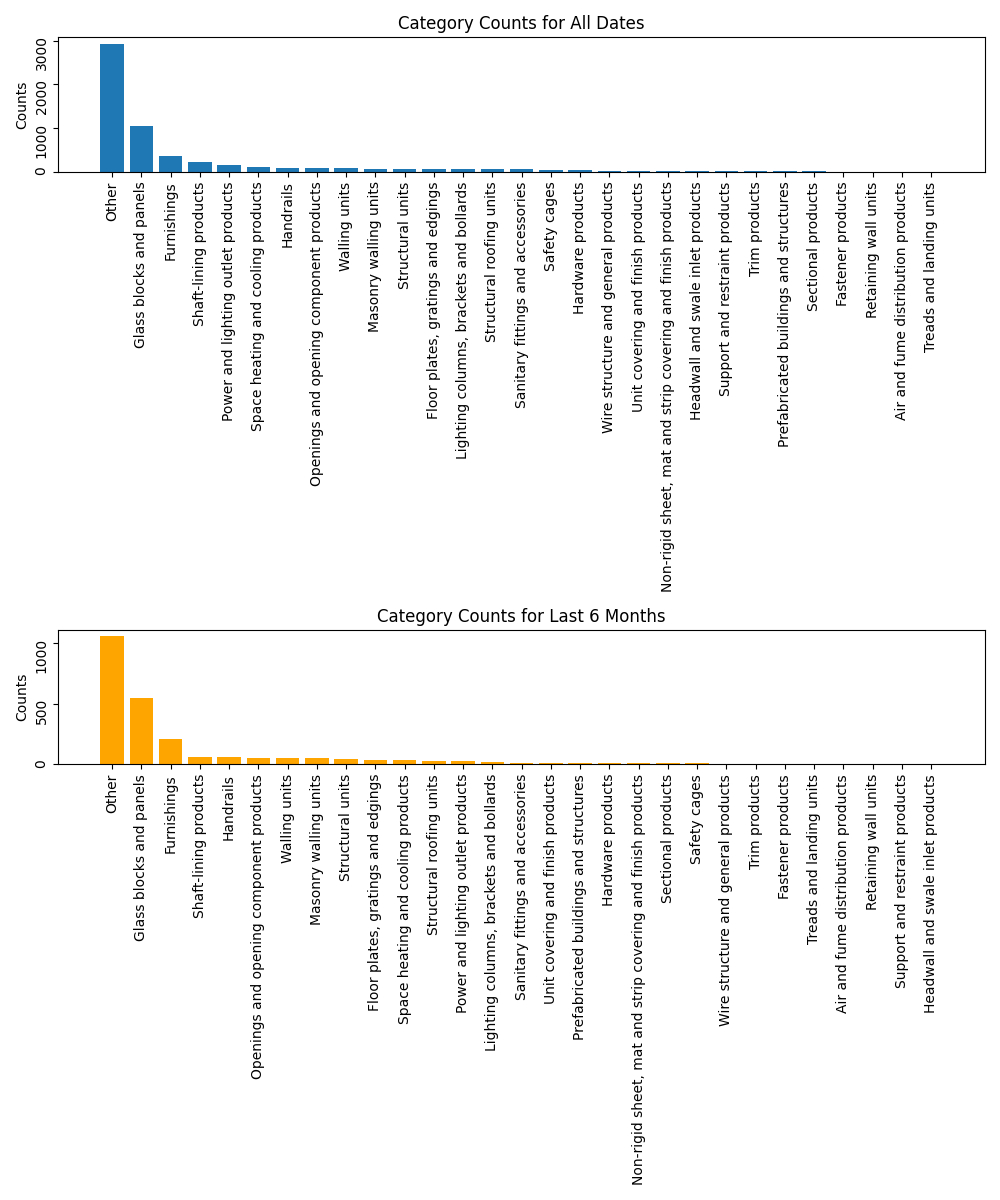 Category Counts for All Dates
Counts
3000
2000
1000
0
Other
Glass blocks and panels
Furnishings
Shaft-lining products
Power and lighting outlet products
Space heating and cooling products
Handrails
Openings and opening component products
Walling units
Masonry walling units
Structural units
Floor plates, gratings and edgings
Lighting columns, brackets and bollards
Structural roofing units
Sanitary fittings and accessories
Safety cages
Hardware products
Wire structure and general products
Unit covering and finish products
Non-rigid sheet, mat and strip covering and finish products
Headwall and swale inlet products
Support and restraint products
Trim products
Prefabricated buildings and structures
Sectional products
Fastener products
Retaining wall units
Air and fume distribution products
Treads and landing units
Category Counts for Last 6 Months
Counts
1000
500
0
Other
Glass blocks and panels
Furnishings
Shaft-lining products
Handrails
Openings and opening component products
Walling units
Masonry walling units
Structural units
Floor plates, gratings and edgings
Space heating and cooling products
Structural roofing units
Power and lighting outlet products
Lighting columns, brackets and bollards
Sanitary fittings and accessories
Unit covering and finish products
Prefabricated buildings and structures
Hardware products
Non-rigid sheet, mat and strip covering and finish products
Sectional products
Safety cages
Wire structure and general products
Trim products
Fastener products
Treads and landing units
Air and fume distribution products
Retaining wall units
Support and restraint products
Headwall and swale inlet products